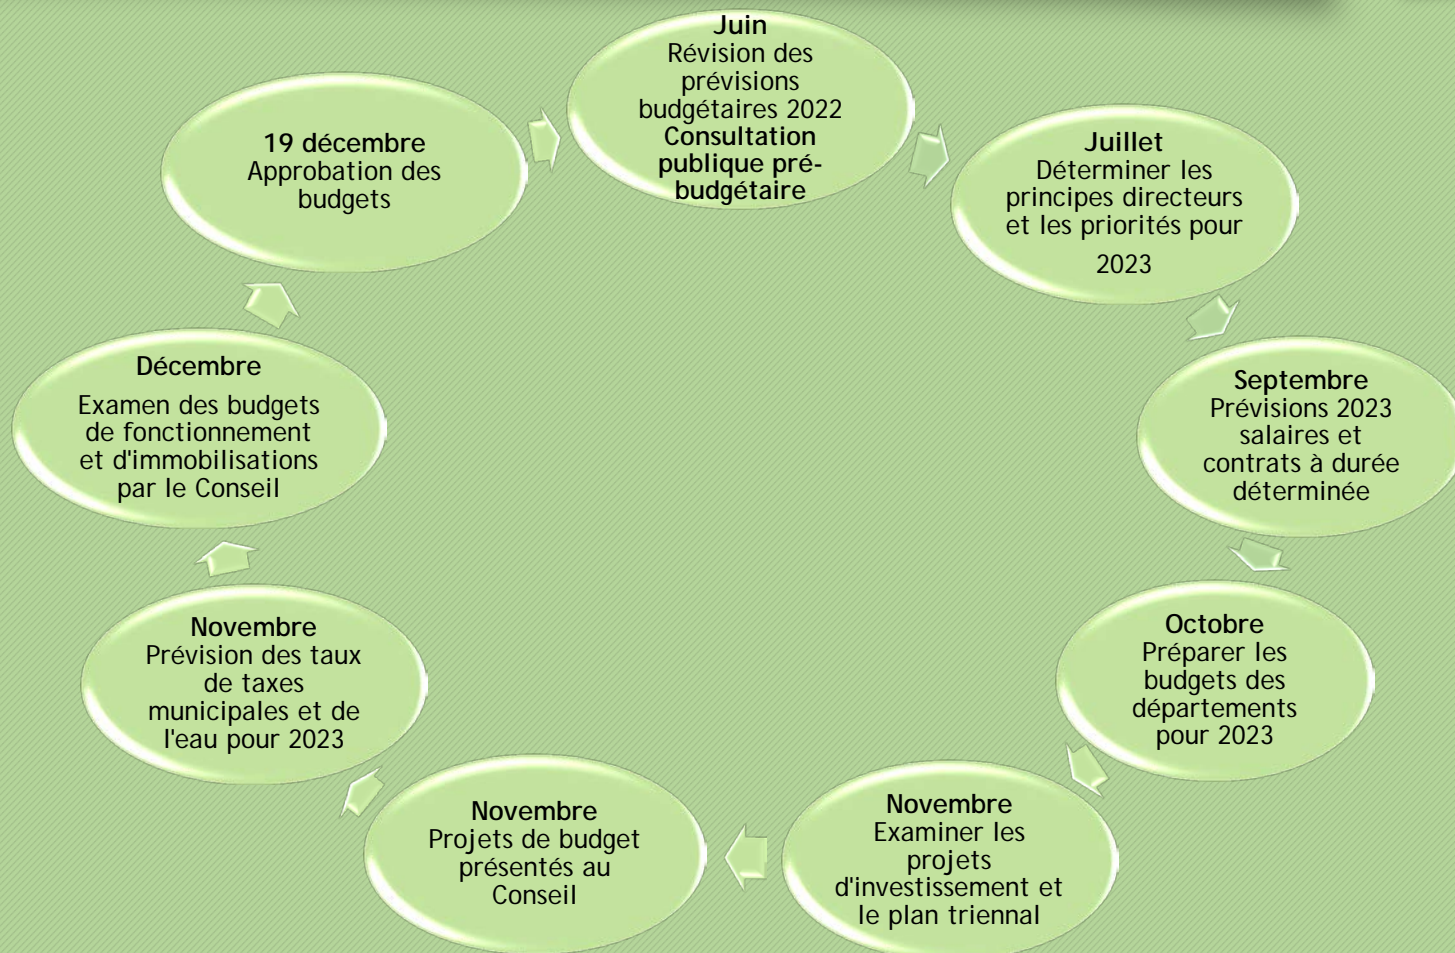 Juin
Révision des
prévisions
budgétaires 2022
Consultation
publique pré-
budgétaire
Juillet
Déterminer les
principes directeurs
et les priorités pour
2023
Septembre
Prévisions 2023
salaires et
contrats à durée
déterminée
Octobre
Préparer les
budgets des
départements
pour 2023
Novembre
Examiner les
projets
d'investissement et
le plan triennal
Novembre
Projets de budget
présentés au
Conseil
Novembre
Prévision des taux
de taxes
municipales et de
l'eau pour 2023
Décembre
Examen des budgets
de fonctionnement
et d'immobilisations
par le Conseil
19 décembre
Approbation des
budgets